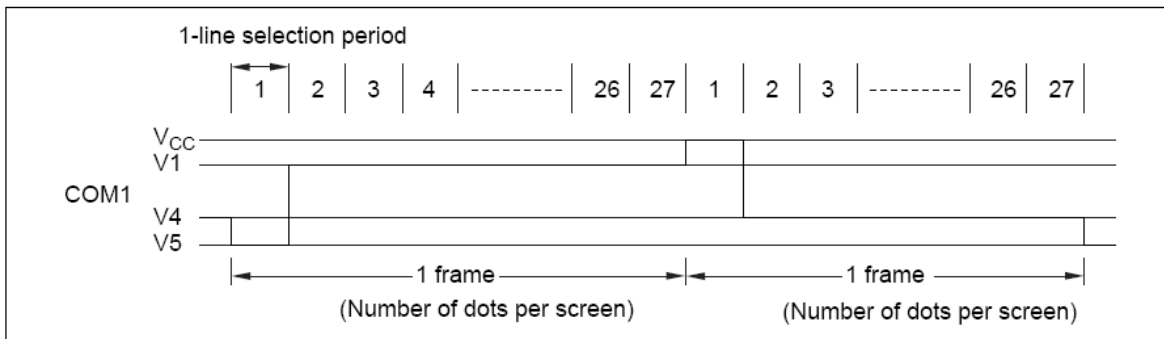 1-line selection period
1 2 3 4 --------- 26 27 1 2 3 --------- 26 27
VCC
V1
COM1
V4
V5
1 frame 1 frame
(Number of dots per screen) (Number of dots per screen)